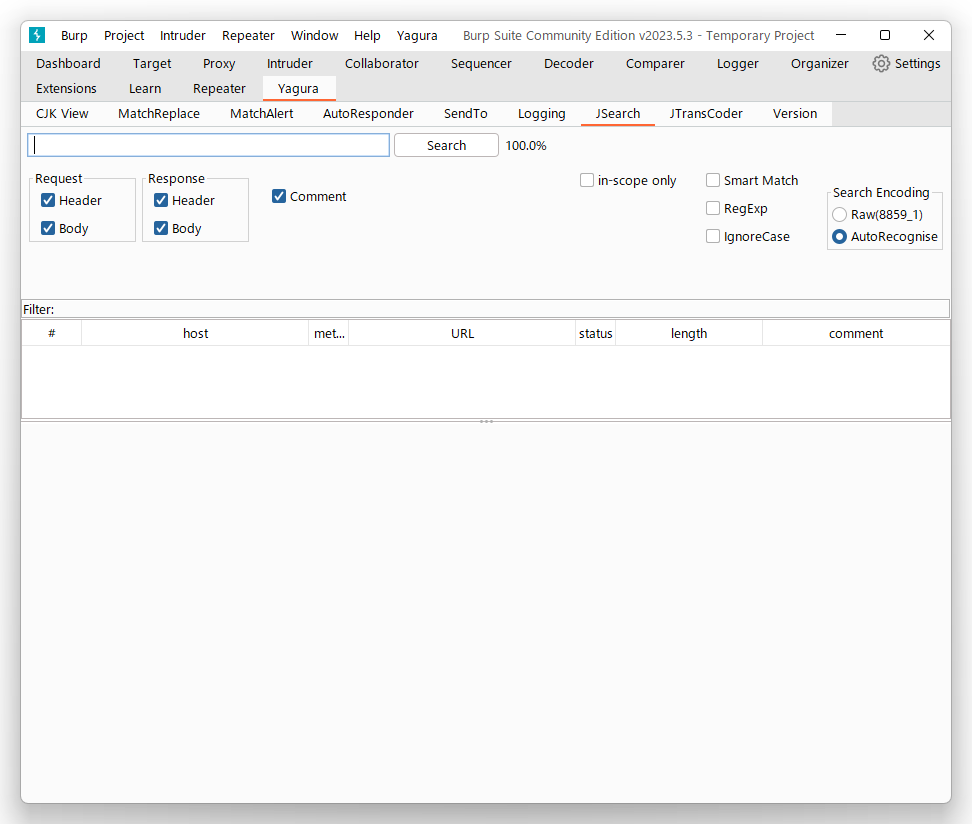 Burp Project Intruder Repeater Window Help Yagura Burp Suite Community Edition v2023.5.3 - Temporary Project
Dashboard Target Proxy Intruder Collaborator Sequencer Decoder Comparer Logger Organizer Settings
Extensions Learn Repeater Yagura
CJK View MatchReplace MatchAlert AutoResponder SendTo Logging JSearch JTransCoder Version
Search 100.0%
Request Response
Header Header Comment in-scope only Smart Match Search Encoding
RegExp Raw(8859_1)
Body Body IgnoreCase AutoRecognise
Filter:
# host met... URL status length comment